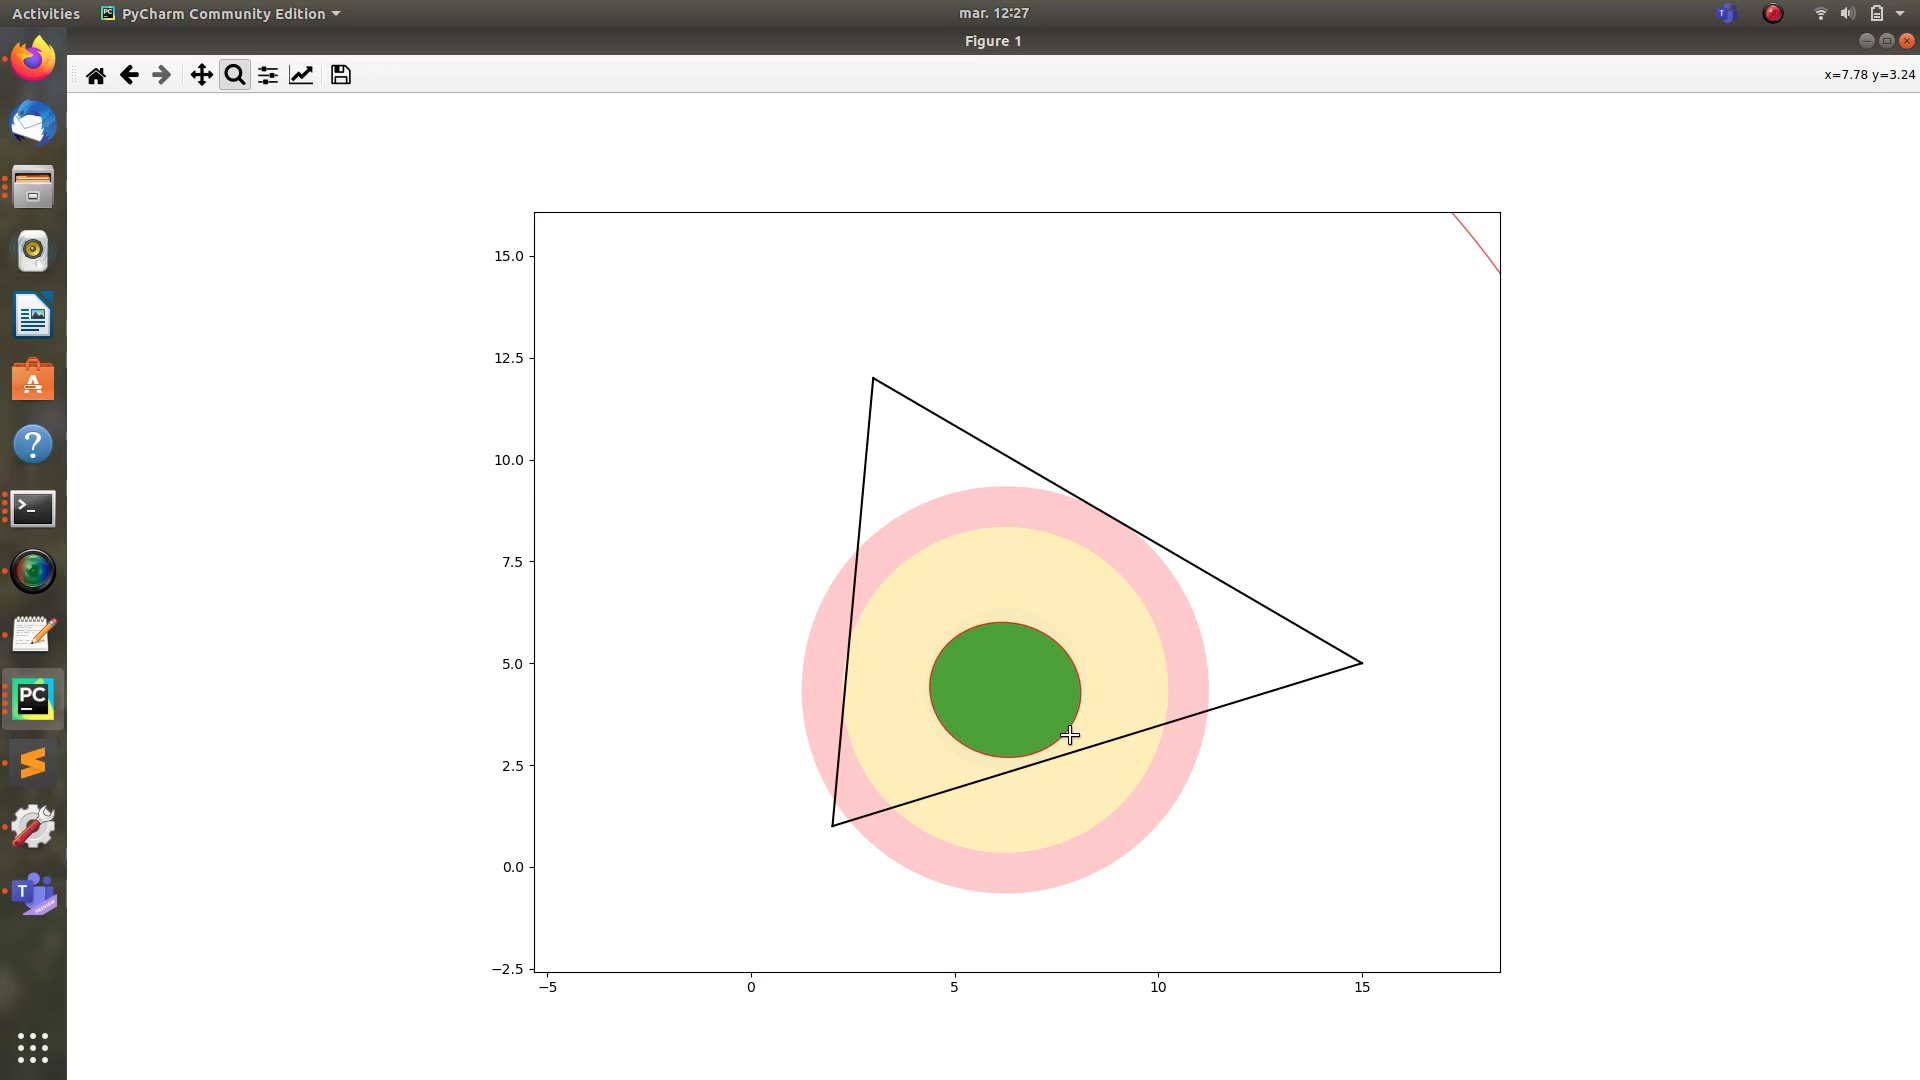 Activities PyCharm Community Edition mar. 12:27
Figure 1
x=7.78 y=3.24
15.0
12.5
10.0
7.5
5.0
2.5
0.0
−2.5
−5 0 5 10 15
A
?
>_
PC
T
PREVIEW